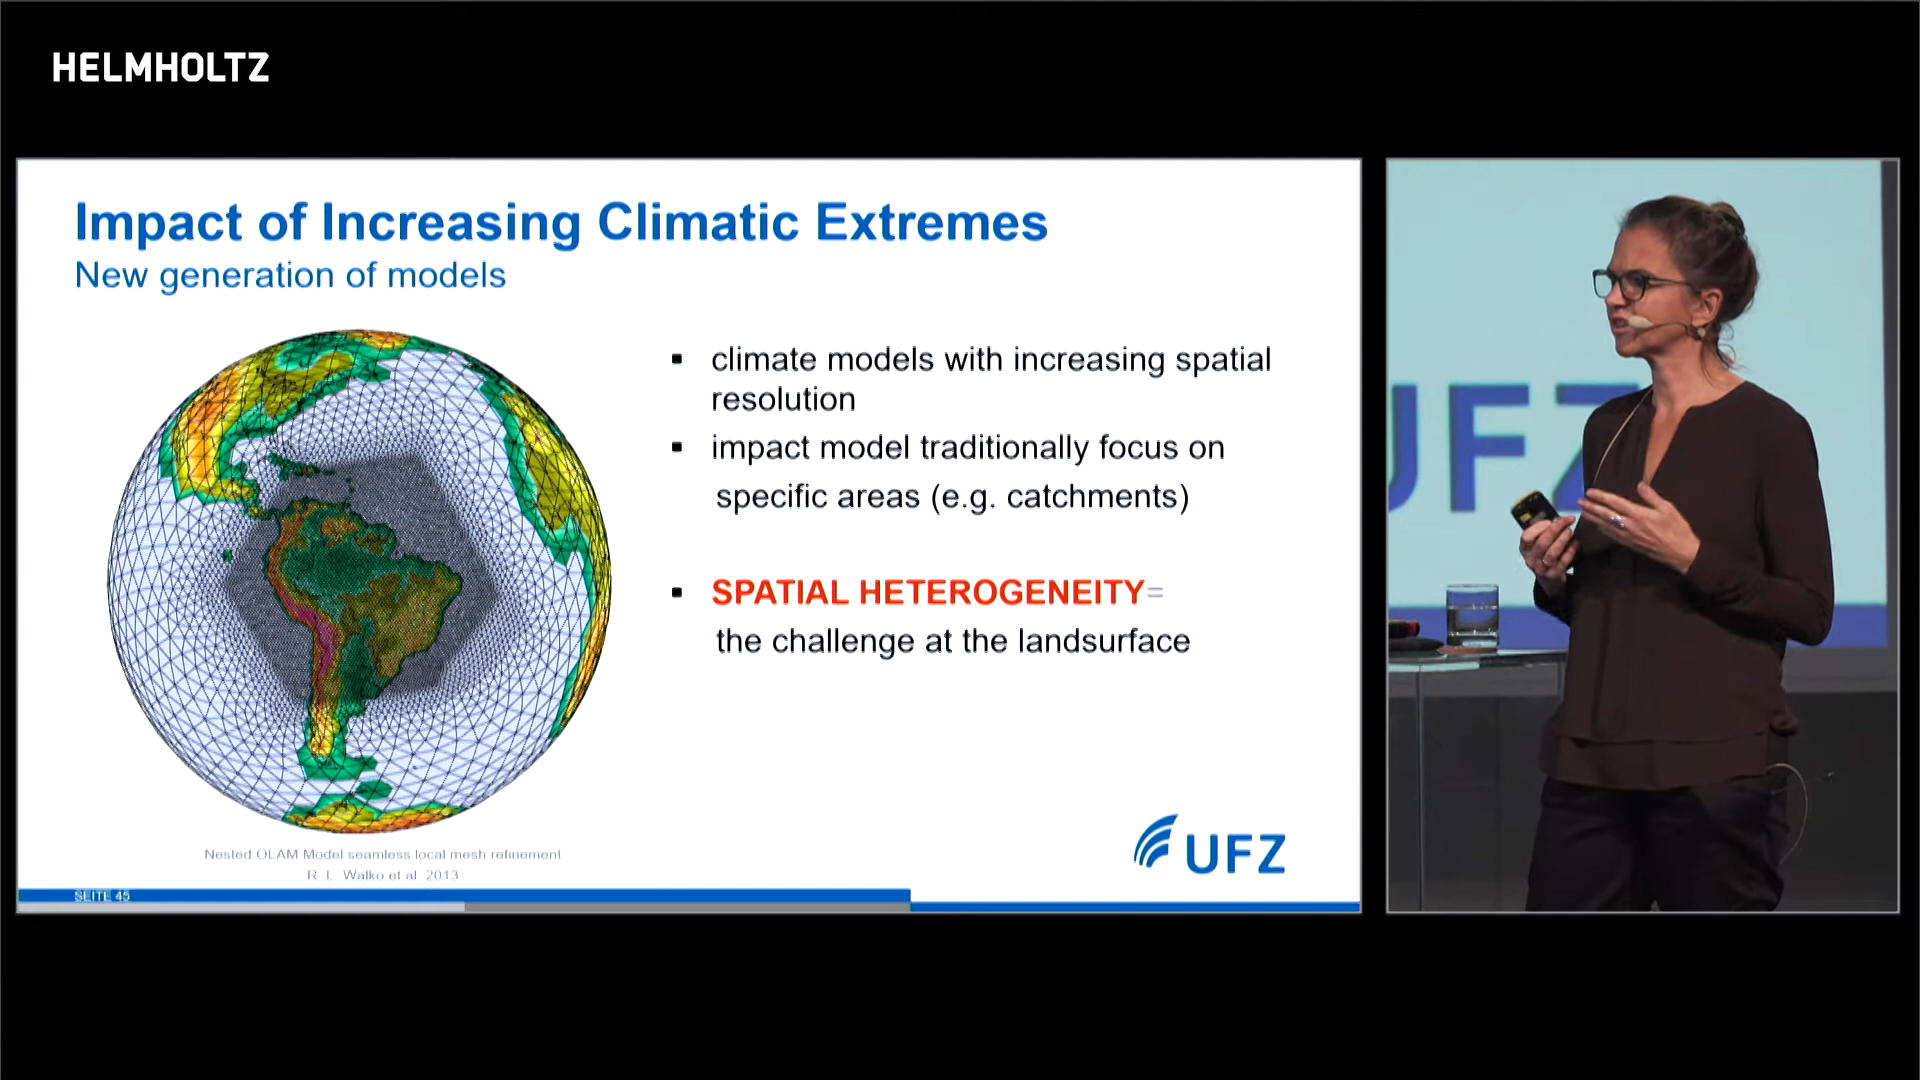 HELMHOLTZ
Impact of Increasing Climatic Extremes
New generation of models
▪ climate models with increasing spatial
resolution
▪ impact model traditionally focus on
specific areas (e.g. catchments)
▪ SPATIAL HETEROGENEITY=
the challenge at the landsurface
Nested OLAM Model seamless local mesh refinement
R. L. Walko et al. 2013
UFZ
SEITE 45
UFZ